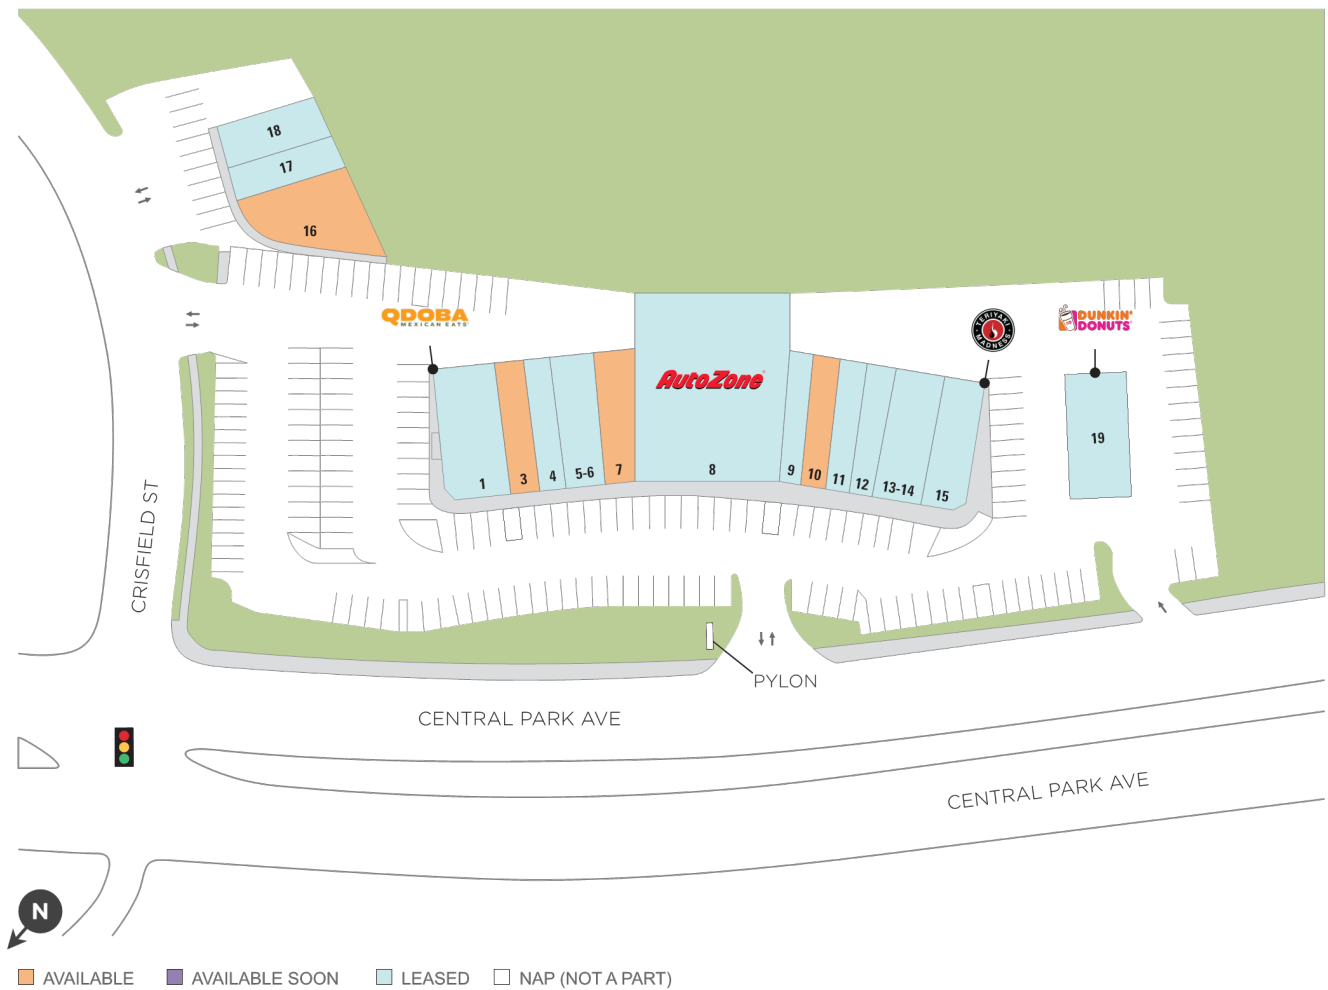 18
17
16
QDOBA
MEXICAN EATS
TERIYAKI
MADNESS
DUNKIN'
DONUTS
AutoZone
19
1
3
4
5-6
7
8
9
10
11
12
13-14
15
CRISFIELD ST
PYLON
CENTRAL PARK AVE
CENTRAL PARK AVE
N
AVAILABLE
AVAILABLE SOON
LEASED
NAP (NOT A PART)